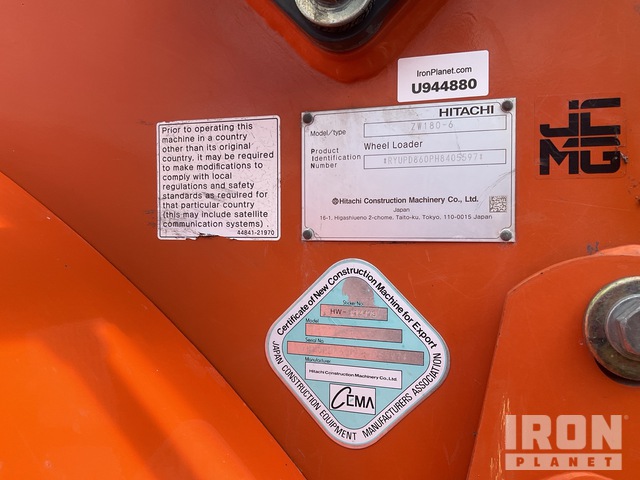 IronPlanet.com
U944880
HITACHI
Model/type ZW180-6
Product Identification Number
Wheel Loader
*RYUPD860PHB405597*
Hitachi Construction Machinery Co., Ltd.
Japan
16-1, Higashiueno 2-chome, Taito-ku, Tokyo, 110-0015 Japan
JCMG
Prior to operating this
machine in a country
other than its original
country, it may be required
to make modifications to
comply with local
regulations and safety
standards as required for
that particular country
(this may include satellite
communication systems).
44841-21970
Certificate of New Construction Machine for Export
Sticker No.
HW-
Model
Serial No.
Manufacturer
Hitachi Construction Machinery Co., Ltd.
CEMA
JAPAN CONSTRUCTION EQUIPMENT MANUFACTURERS ASSOCIATION
IRON
PLANET